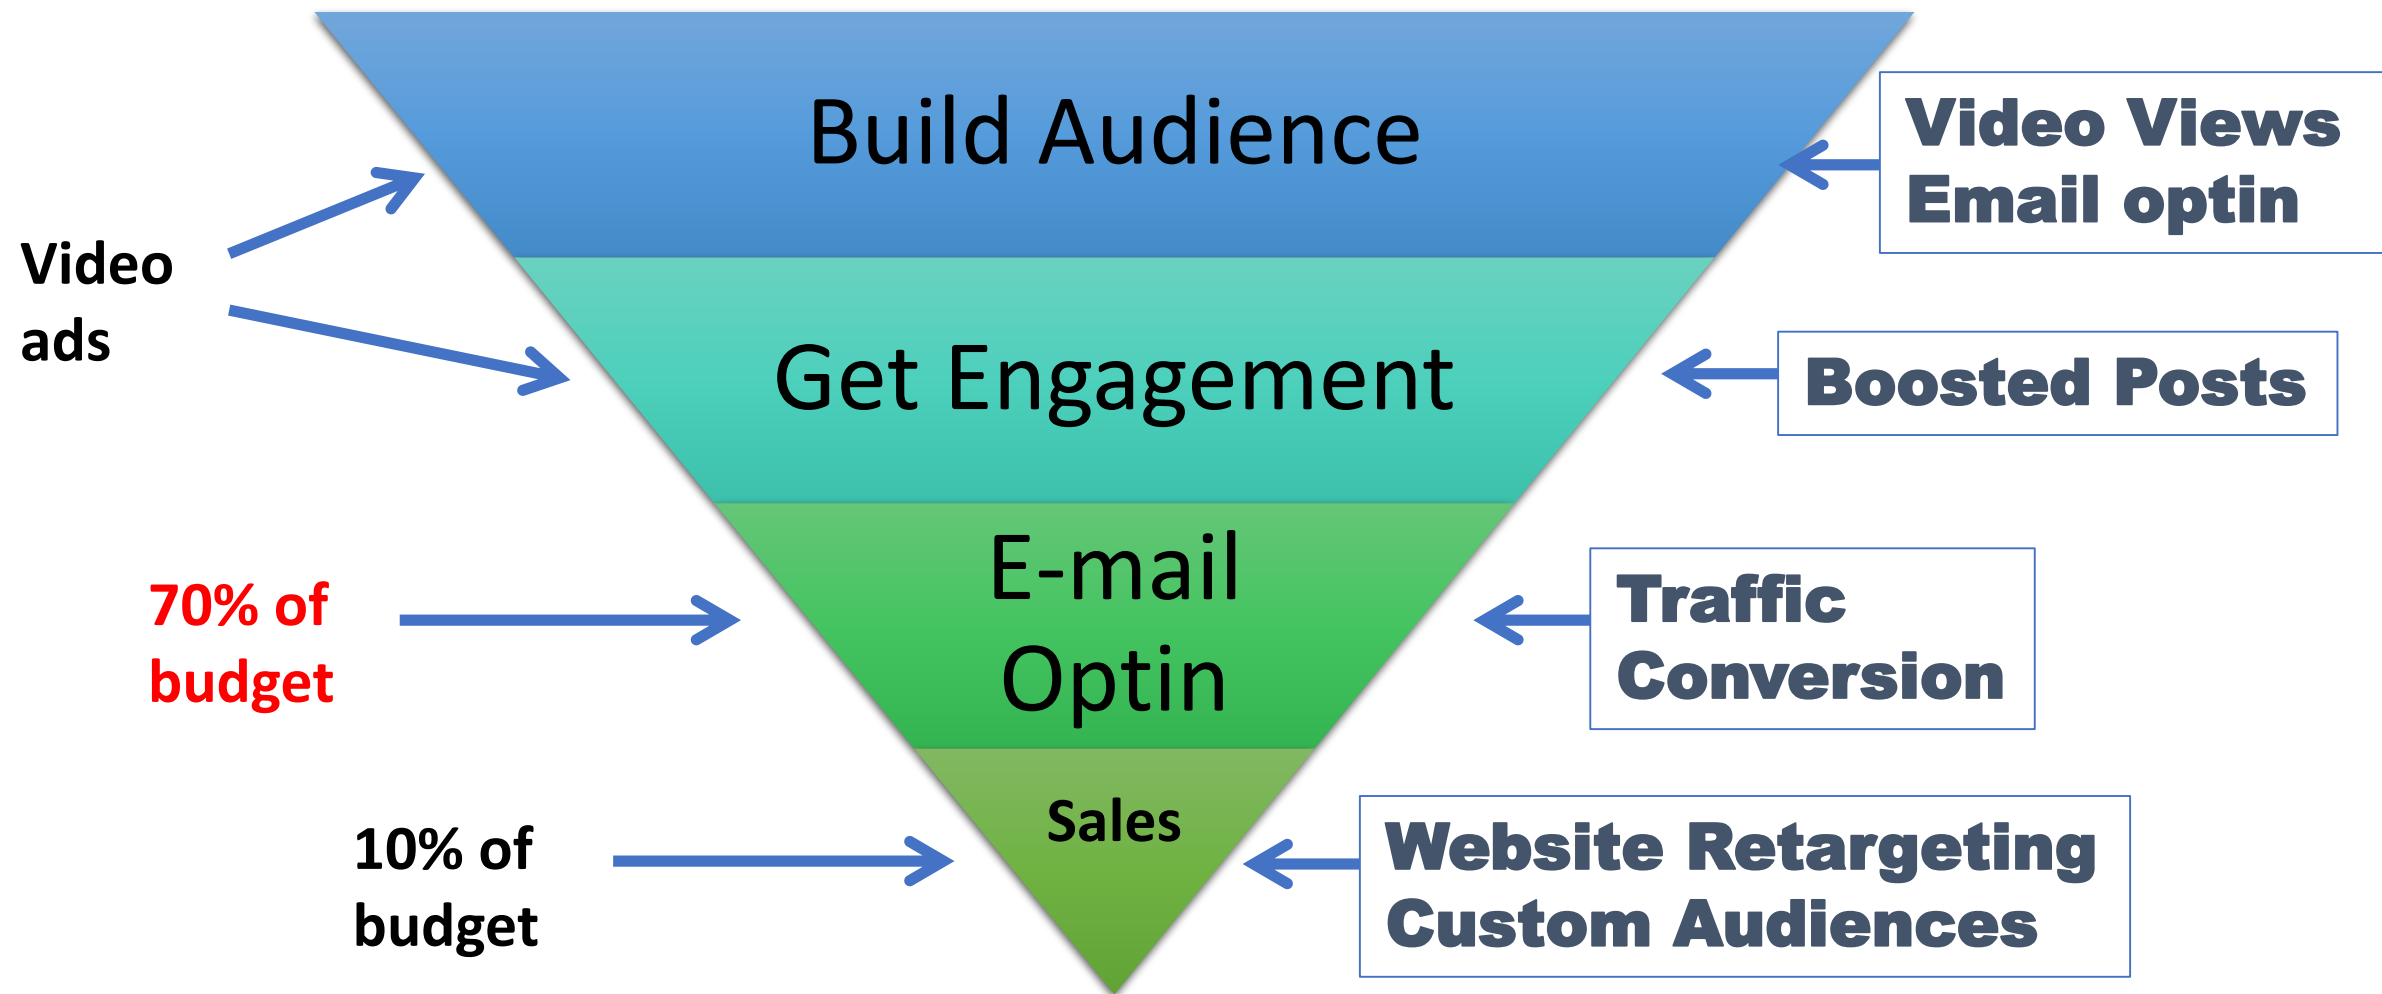 Build Audience
Video Views
Email optin
Video
ads
Get Engagement
Boosted Posts
E-mail
Optin
70% of
budget
Traffic
Conversion
Sales
10% of
budget
Website Retargeting
Custom Audiences